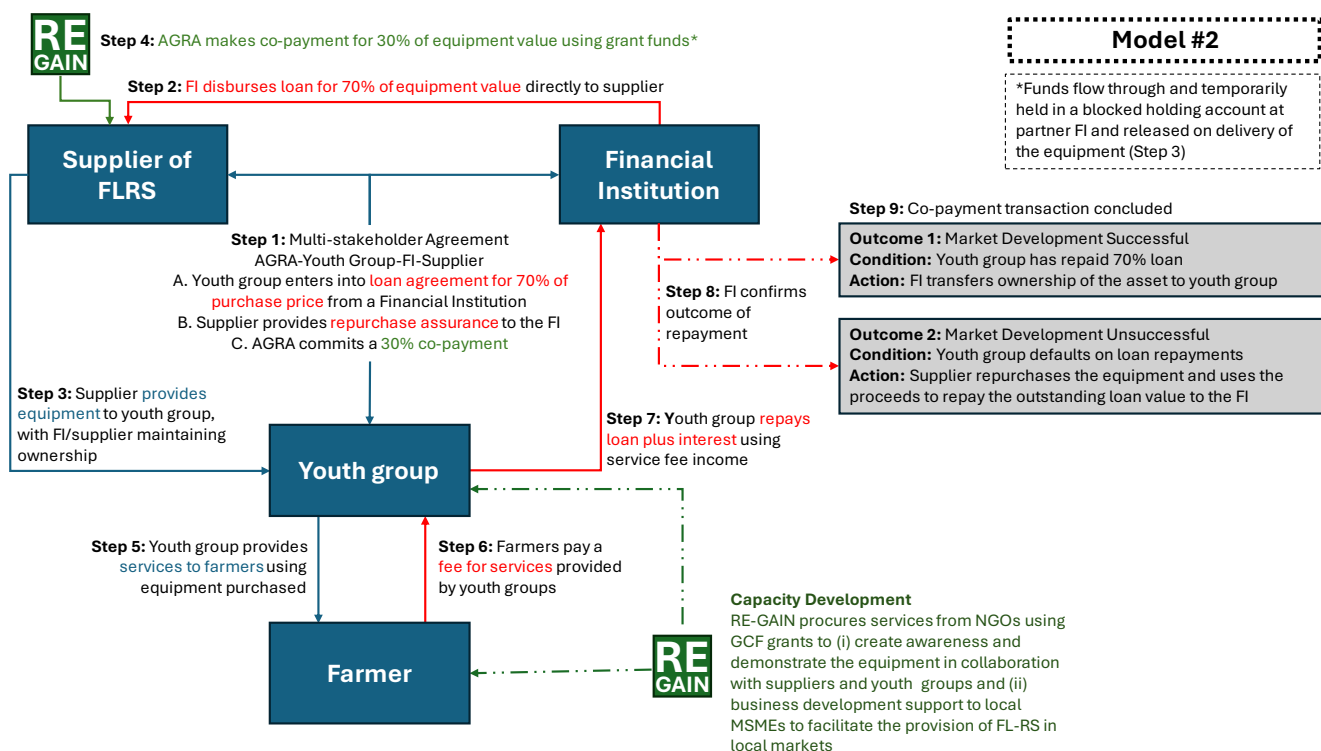 RE
GAIN
Step 4: AGRA makes co-payment for 30% of equipment value using grant funds*
Model #2
Step 2: FI disburses loan for 70% of equipment value directly to supplier
*Funds flow through and temporarily
held in a blocked holding account at
partner FI and released on delivery of
the equipment (Step 3)
Supplier of
FLRS
Financial
Institution
Step 1: Multi-stakeholder Agreement
AGRA-Youth Group-FI-Supplier
A. Youth group enters into loan agreement for 70% of
purchase price from a Financial Institution
B. Supplier provides repurchase assurance to the FI
C. AGRA commits a 30% co-payment
Step 9: Co-payment transaction concluded
Outcome 1: Market Development Successful
Condition: Youth group has repaid 70% loan
Action: FI transfers ownership of the asset to youth group
Step 8: FI confirms
outcome of
repayment
Outcome 2: Market Development Unsuccessful
Condition: Youth group defaults on loan repayments
Action: Supplier repurchases the equipment and uses the
proceeds to repay the outstanding loan value to the FI
Step 3: Supplier provides
equipment to youth group,
with FI/supplier maintaining
ownership
Step 7: Youth group repays
loan plus interest using
service fee income
Youth group
Step 5: Youth group provides
services to farmers using
equipment purchased
Step 6: Farmers pay a
fee for services provided
by youth groups
Farmer
RE
GAIN
Capacity Development
RE-GAIN procures services from NGOs using
GCF grants to (i) create awareness and
demonstrate the equipment in collaboration
with suppliers and youth groups and (ii)
business development support to local
MSMEs to facilitate the provision of FL-RS in
local markets